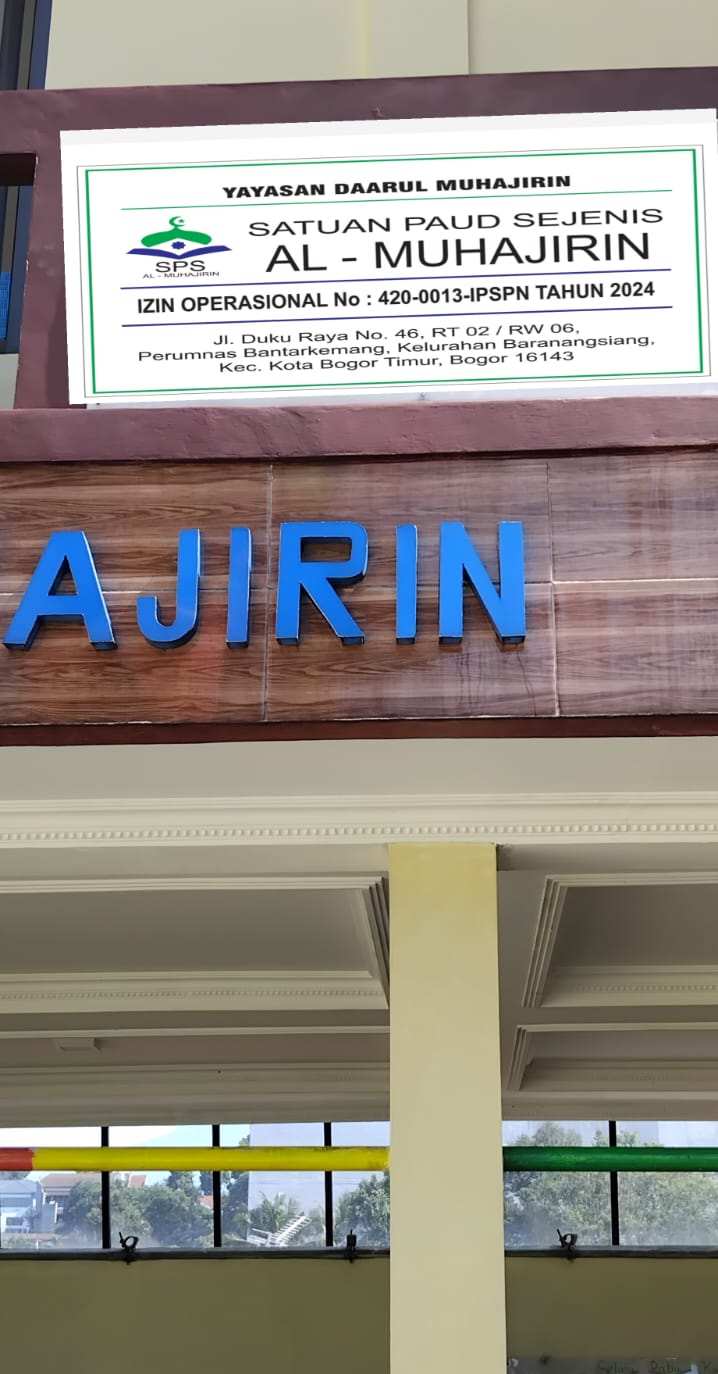 YAYASAN DAARUL MUHAJIRIN
SATUAN PAUD SEJENIS
AL - MUHAJIRIN
SPS
AL - MUHAJIRIN
IZIN OPERASIONAL No : 420-0013-IPSPN TAHUN 2024
Jl. Duku Raya No. 46, RT 02 / RW 06,
Perumnas Bantarkemang, Kelurahan Baranangsiang,
Kec. Kota Bogor Timur, Bogor 16143
AJIRIN